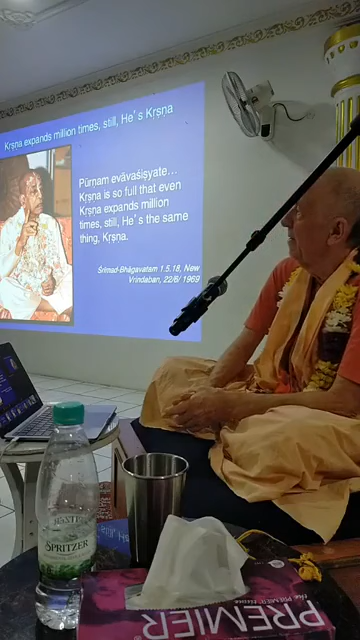 Kṛṣṇa expands million times, still, He's Kṛṣṇa
Pūrṇam evāvaśiṣyate...
Kṛṣṇa is so full that even
Kṛṣṇa expands million
times, still, He's the same
thing, Kṛṣṇa.
Śrīmad-Bhāgavatam 1.5.18, New
Vrindaban, 22/6/ 1969
SPRITZER
PREMIER